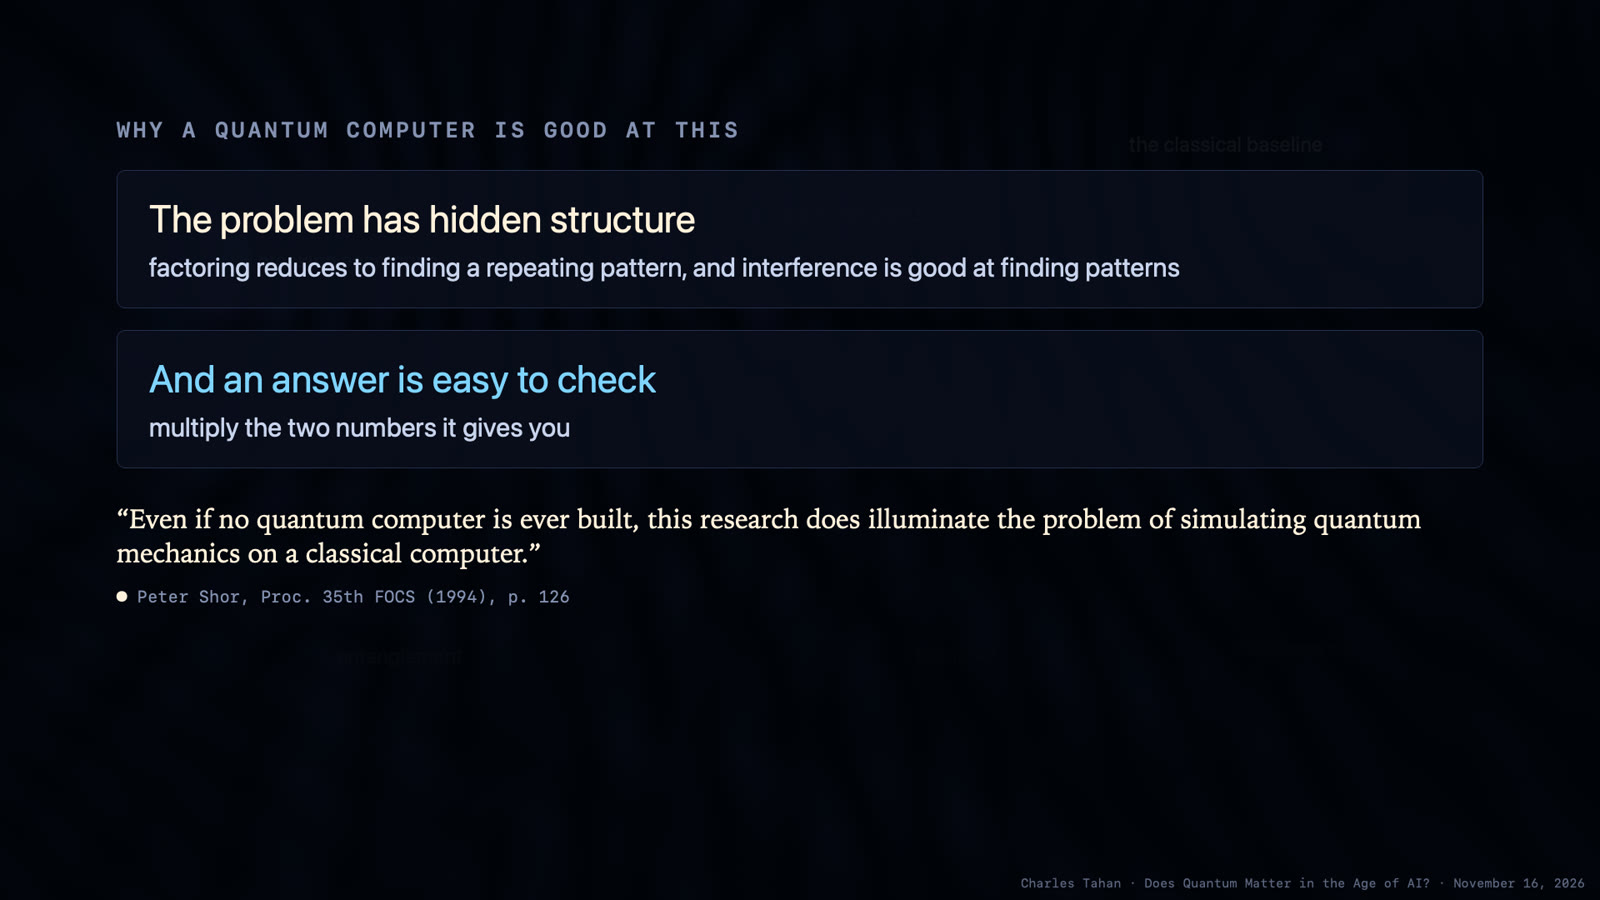 WHY A QUANTUM COMPUTER IS GOOD AT THIS
the classical baseline
The problem has hidden structure
factoring reduces to finding a repeating pattern, and interference is good at finding patterns
And an answer is easy to check
multiply the two numbers it gives you
“Even if no quantum computer is ever built, this research does illuminate the problem of simulating quantum
mechanics on a classical computer.”
Peter Shor, Proc. 35th FOCS (1994), p. 126
entanglement
Charles Tahan · Does Quantum Matter in the Age of AI? · November 16, 2026